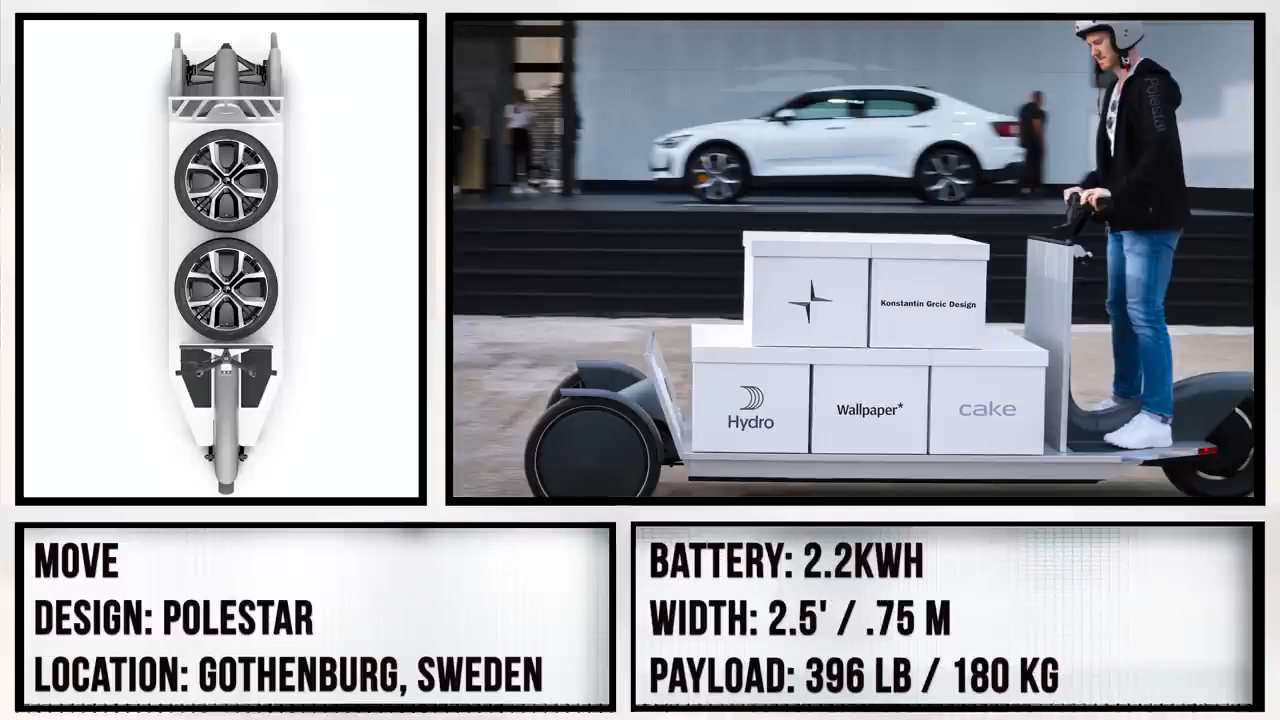 Polestar
Konstantin Grcic Design
Hydro
Wallpaper*
cake
MOVE
DESIGN: POLESTAR
LOCATION: GOTHENBURG, SWEDEN
BATTERY: 2.2KWH
WIDTH: 2.5' / .75 M
PAYLOAD: 396 LB / 180 KG